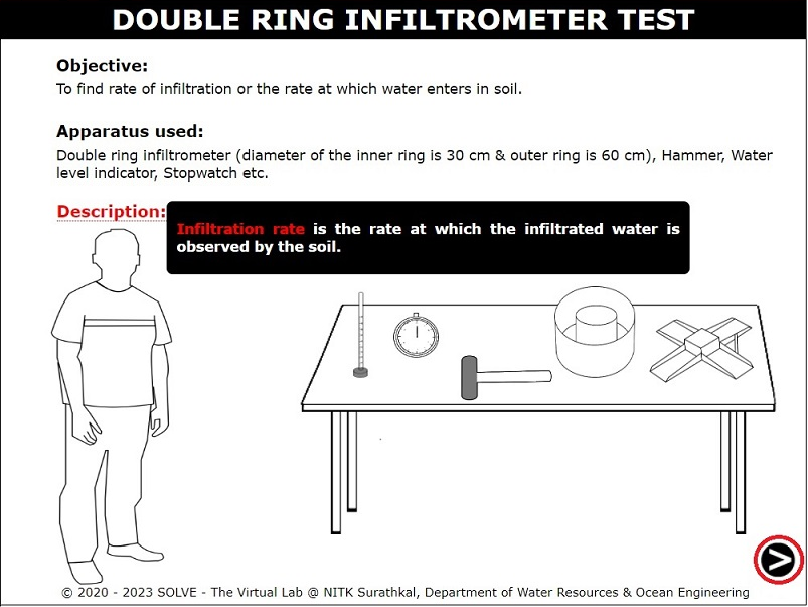 DOUBLE RING INFILTROMETER TEST
Objective:
To find rate of infiltration or the rate at which water enters in soil.
Apparatus used:
Double ring infiltrometer (diameter of the inner ring is 30 cm & outer ring is 60 cm), Hammer, Water
level indicator, Stopwatch etc.
Description:
Infiltration rate is the rate at which the infiltrated water is
observed by the soil.
© 2020 - 2023 SOLVE - The Virtual Lab @ NITK Surathkal, Department of Water Resources & Ocean Engineering